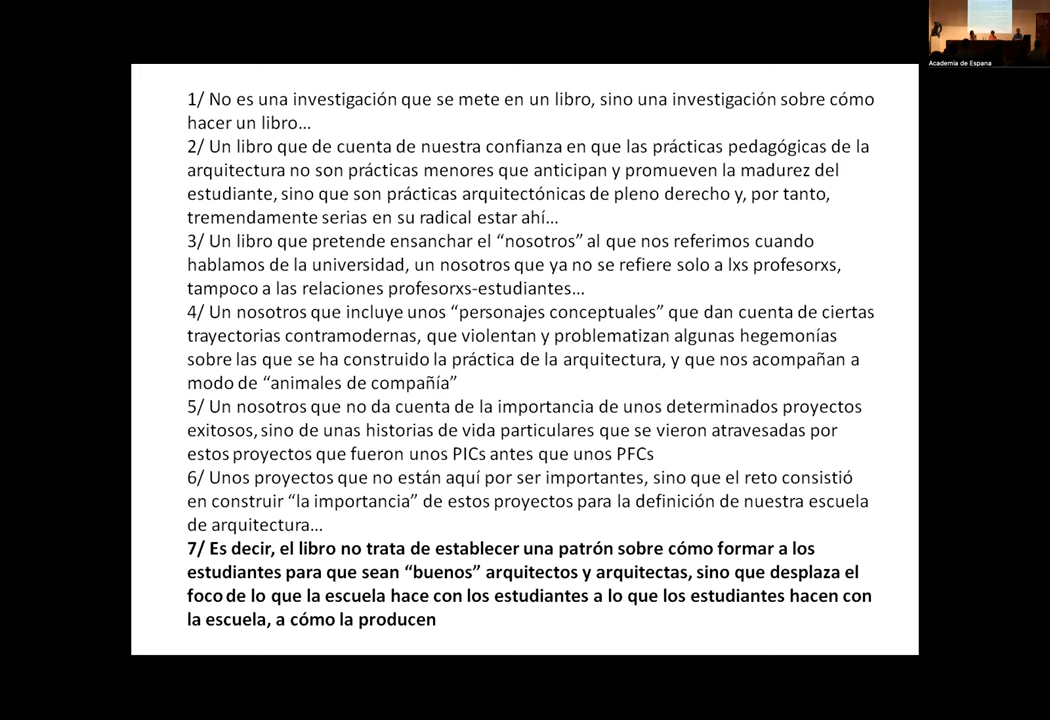 Academia de Espana
1/ No es una investigación que se mete en un libro, sino una investigación sobre cómo
hacer un libro...
2/ Un libro que de cuenta de nuestra confianza en que las prácticas pedagógicas de la
arquitectura no son prácticas menores que anticipan y promueven la madurez del
estudiante, sino que son prácticas arquitectónicas de pleno derecho y, por tanto,
tremendamente serias en su radical estar ahí...
3/ Un libro que pretende ensanchar el “nosotros” al que nos referimos cuando
hablamos de la universidad, un nosotros que ya no se refiere solo a lxs profesorxs,
tampoco a las relaciones profesorxs-estudiantes...
4/ Un nosotros que incluye unos “personajes conceptuales” que dan cuenta de ciertas
trayectorias contramodernas, que violentan y problematizan algunas hegemonías
sobre las que se ha construido la práctica de la arquitectura, y que nos acompañan a
modo de “animales de compañía”
5/ Un nosotros que no da cuenta de la importancia de unos determinados proyectos
exitosos, sino de unas historias de vida particulares que se vieron atravesadas por
estos proyectos que fueron unos PICs antes que unos PFCs
6/ Unos proyectos que no están aquí por ser importantes, sino que el reto consistió
en construir “la importancia” de estos proyectos para la definición de nuestra escuela
de arquitectura...
7/ Es decir, el libro no trata de establecer una patrón sobre cómo formar a los
estudiantes para que sean “buenos” arquitectos y arquitectas, sino que desplaza el
foco de lo que la escuela hace con los estudiantes a lo que los estudiantes hacen con
la escuela, a cómo la producen